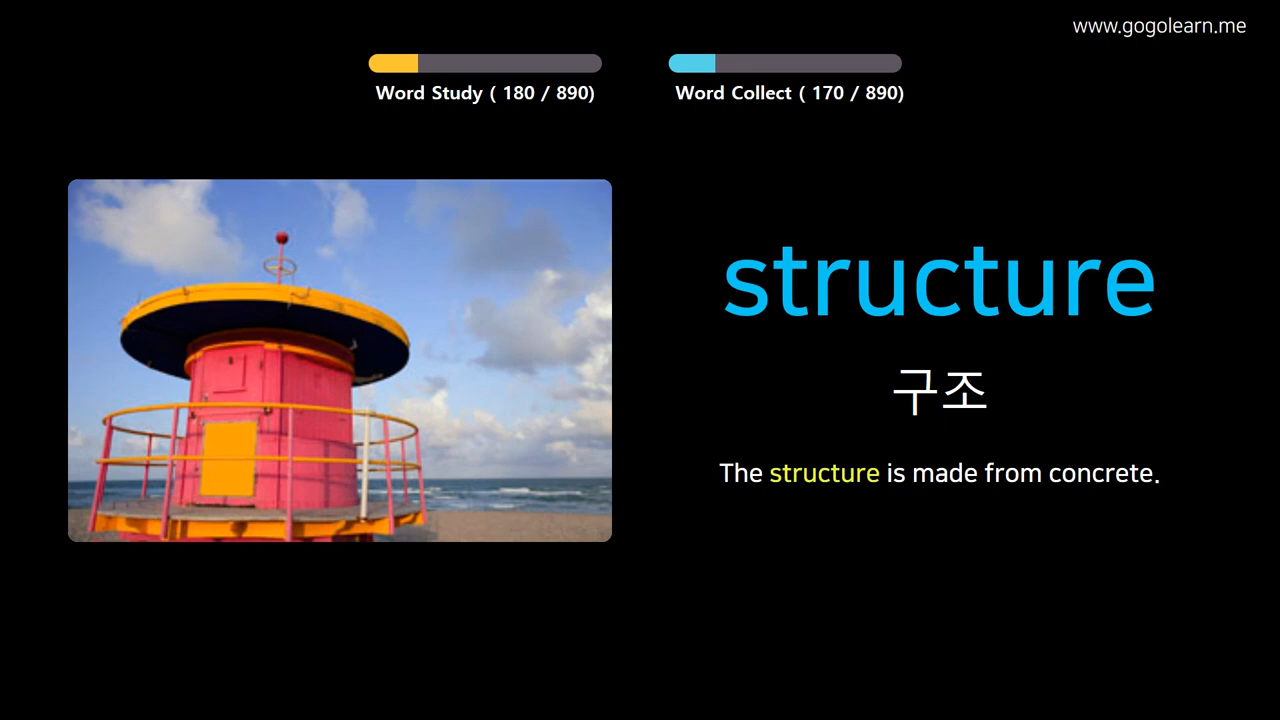 www.gogolearn.me
Word Study ( 180 / 890)
Word Collect ( 170 / 890)
structure
구조
The structure is made from concrete.